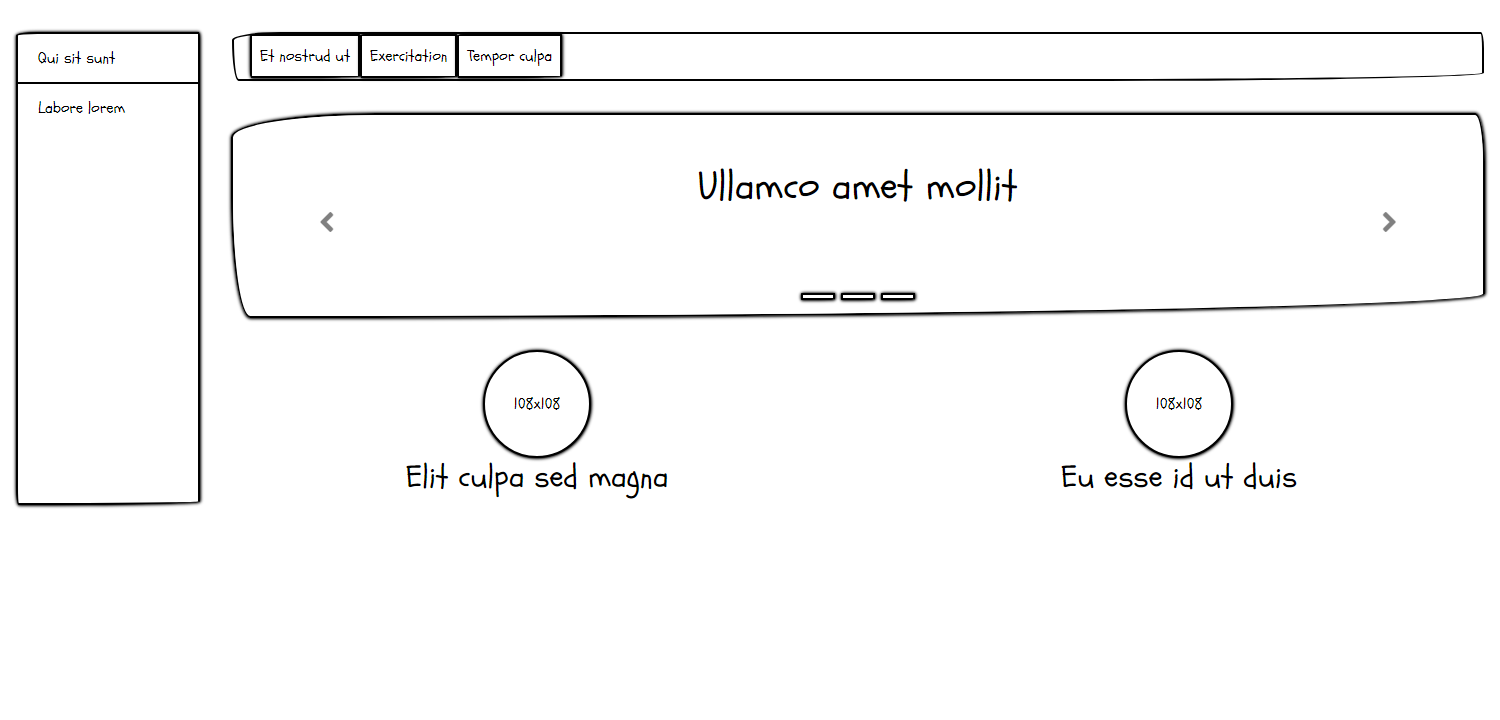 Qui sit sunt
Labore lorem
Et nostrud ut
Exercitation
Tempor culpa
Ullamco amet mollit
108x108
Elit culpa sed magna
108x108
Eu esse id ut duis